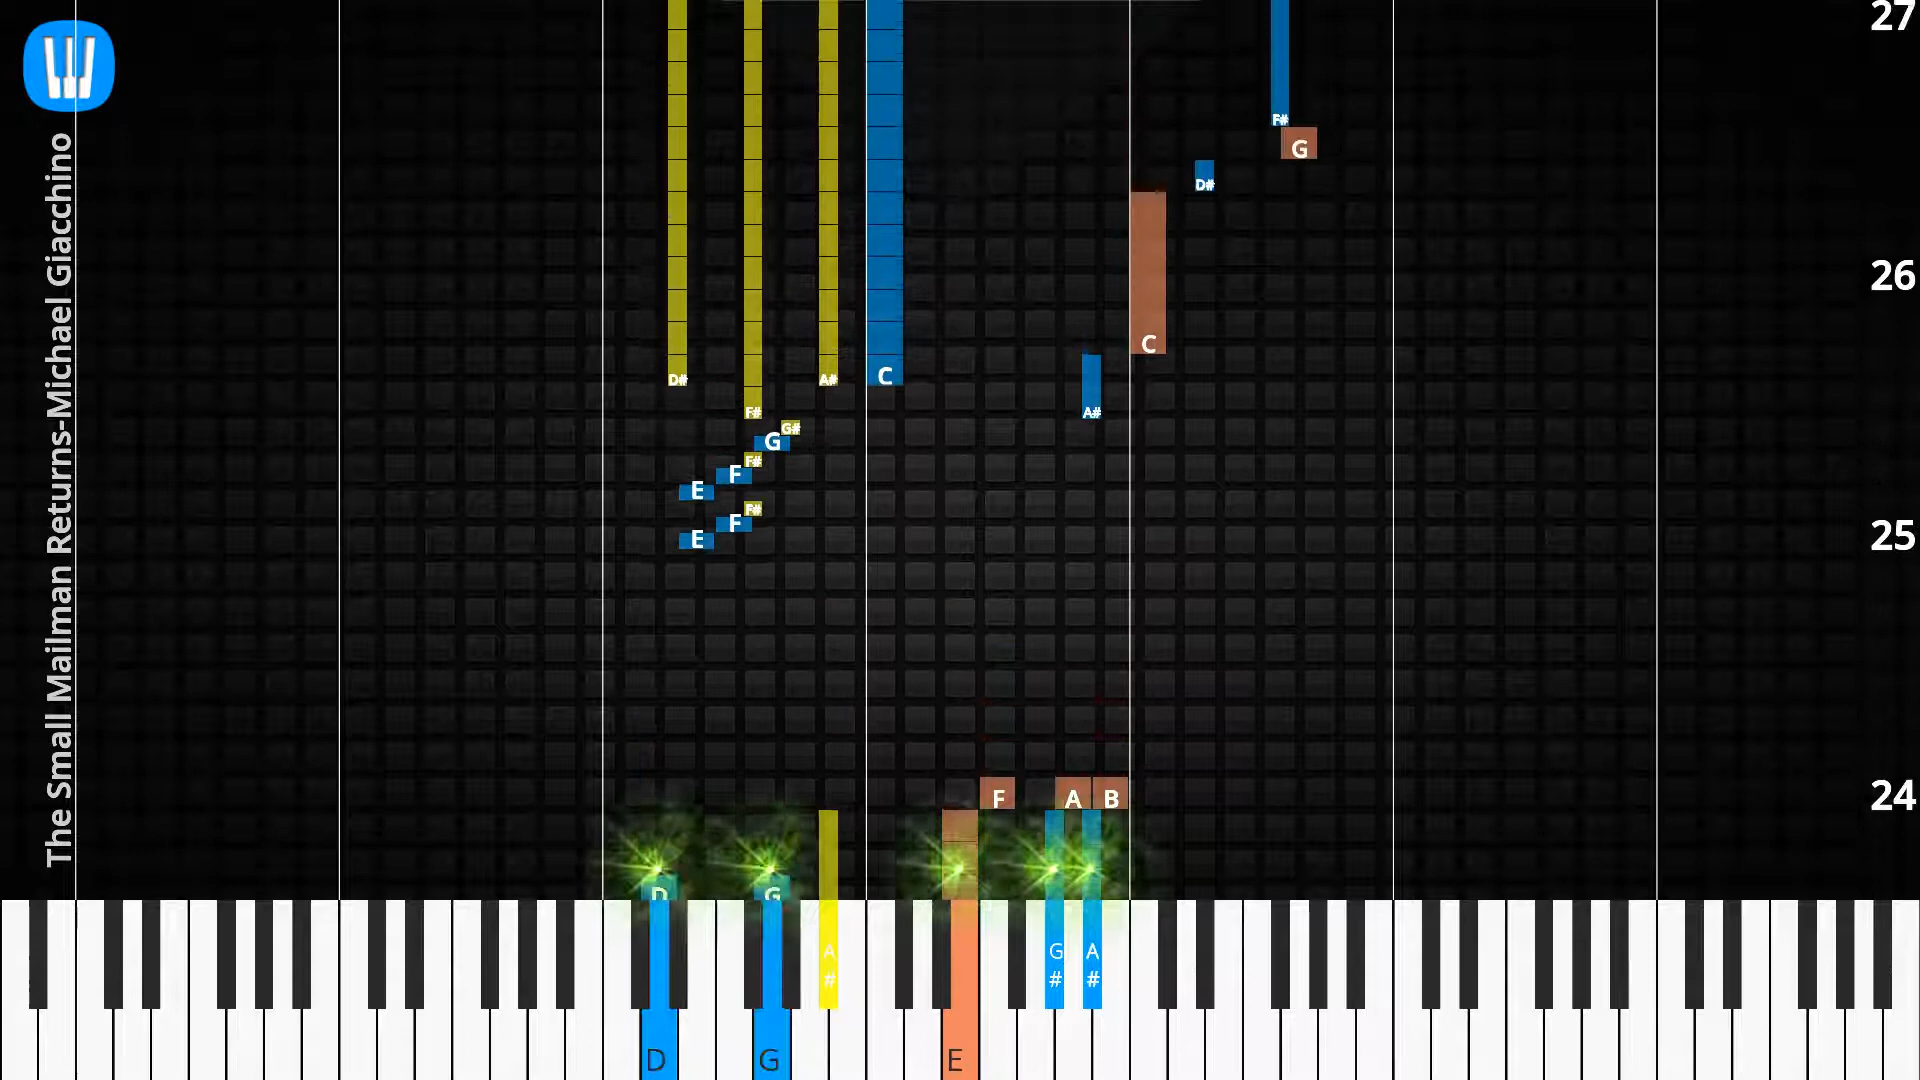 The Small Mailman Returns-Michael Giacchino
27
F#
G
D#
26
C
D# A# C
F# A#
G#
G
F#
F
E
F#
F
E
25
F A B
24
D G
A# G# A#
D G E